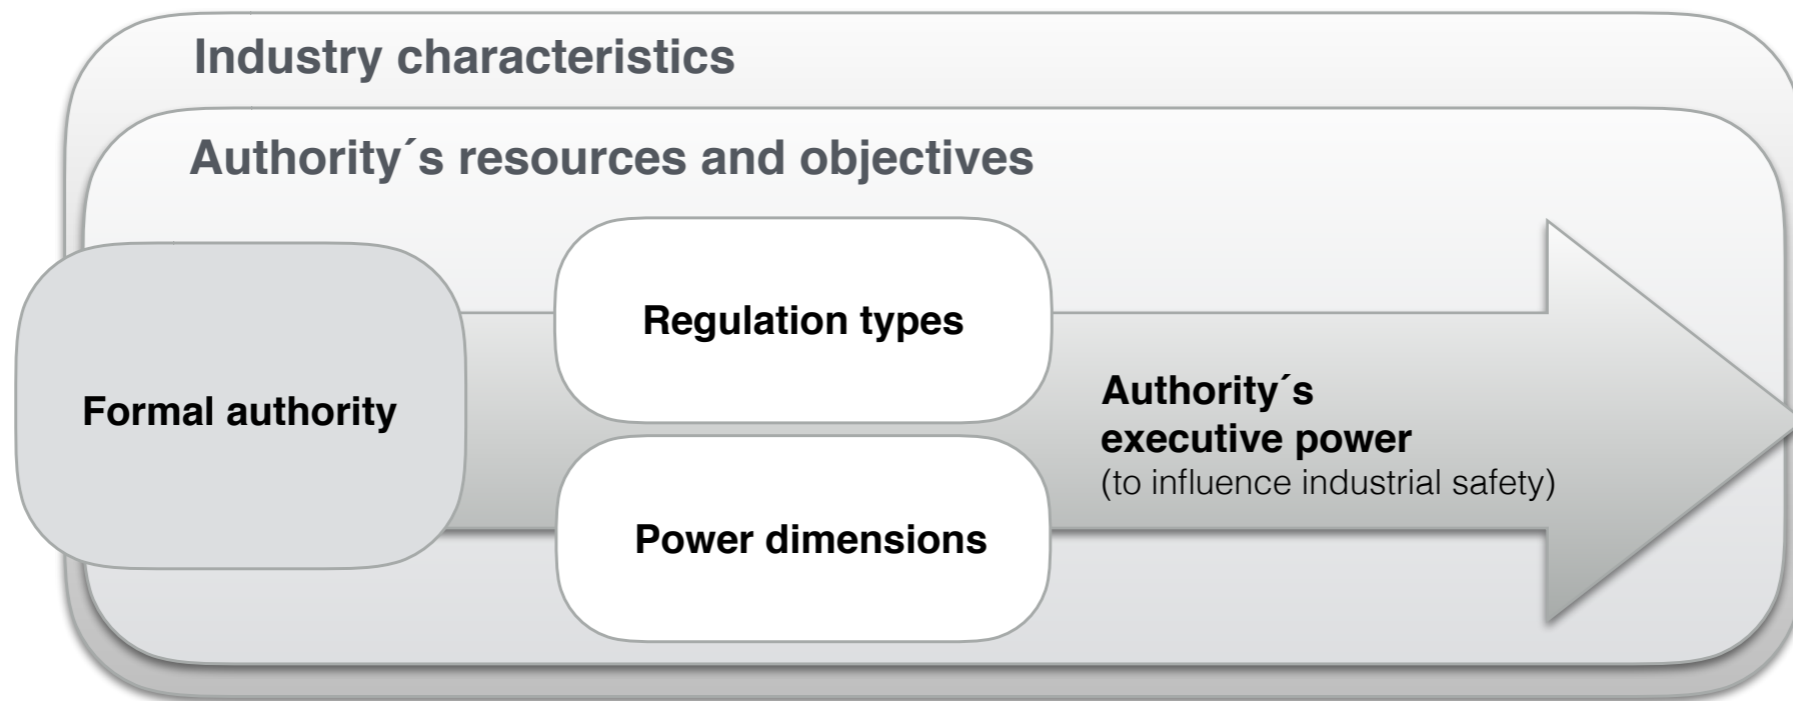 Industry characteristics
Authority´s resources and objectives
Formal authority
Regulation types
Power dimensions
Authority´s
executive power
(to influence industrial safety)